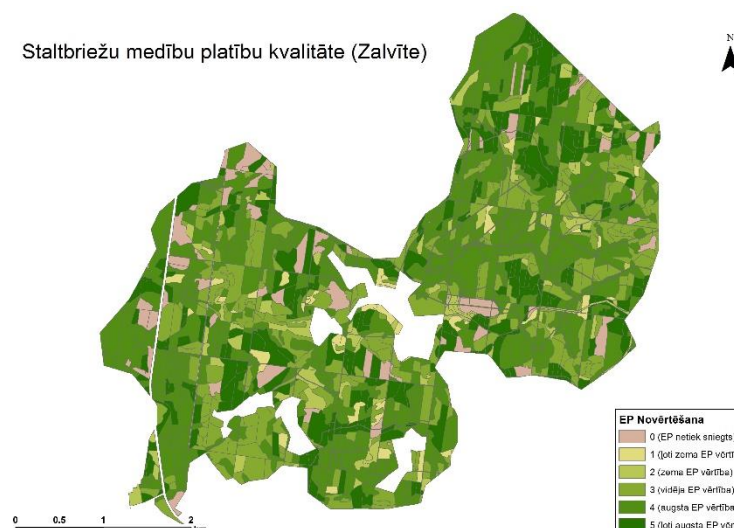 Staltbriežu medību platību kvalitāte (Zalvīte)
N
EP Novērtēšana
0 (EP netiek sniegts
1 (ļoti zema EP vērtī
2 (zema EP vērtība)
3 (vidēja EP vērtība)
4 (augsta EP vērtība
5 (ļoti augsta EP vēr
0 0.5 1 2